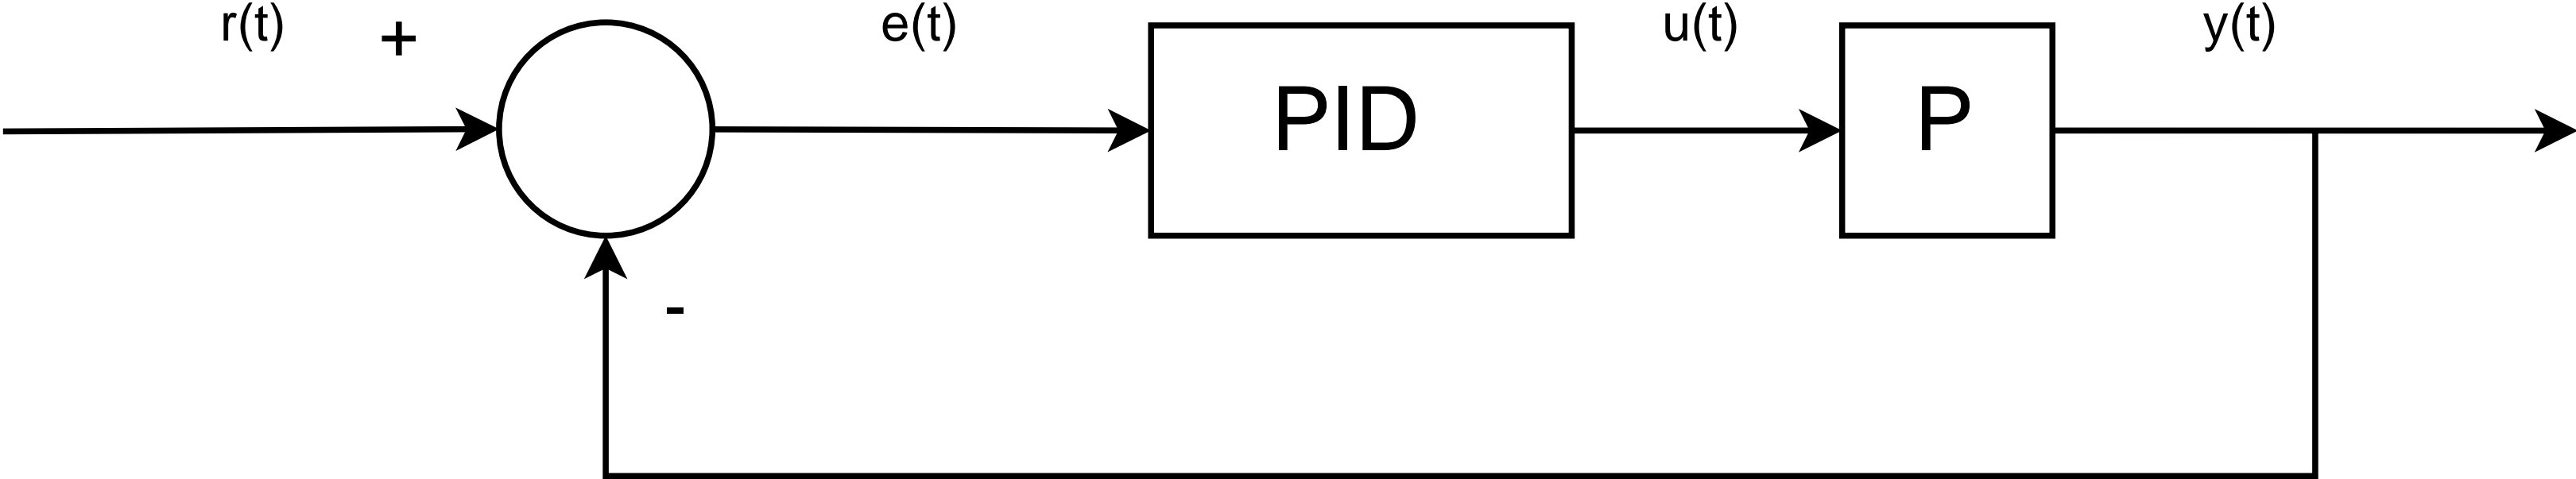 r(t)
+
e(t)
PID
u(t)
P
y(t)
-